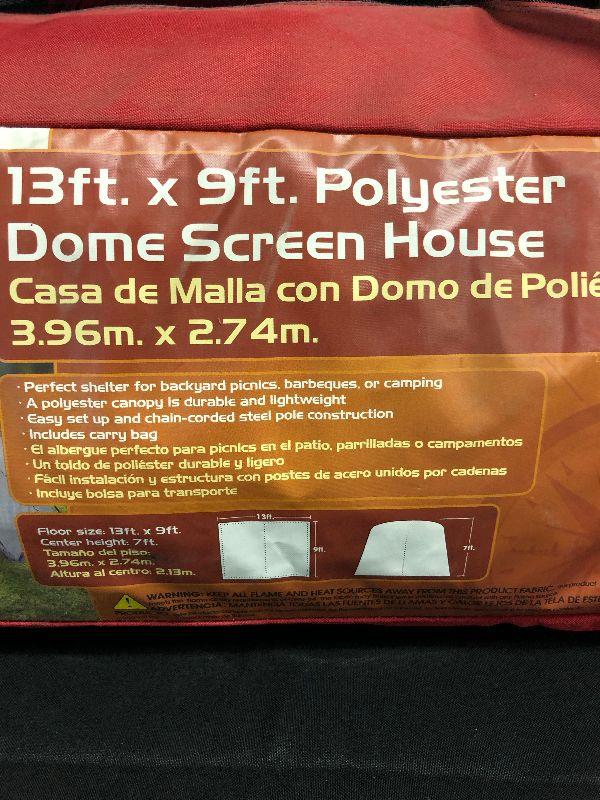 13ft. x 9ft. Polyester
Dome Screen House
Casa de Malla con Domo de Polié
3.96m. x 2.74m.
· Perfect shelter for backyard picnics, barbeques, or camping
· A polyester canopy is durable and lightweight
· Easy set up and chain-corded steel pole construction
· Includes carry bag
· El albergue perfecto para picnics en el patio, parrilladas o campamentos
· Un toldo de poliéster durable y ligero
· Fácil instalación y estructura con postes de acero unidos por cadenas
· Incluye bolsa para transporte
Floor size: 13ft. x 9ft.
Center height: 7ft.
Tamaño del piso:
3.96m. x 2.74m.
Altura al centro: 2.13m.
13ft.
9ft.
7ft.
WARNING: KEEP ALL FLAME AND HEAT SOURCES AWAY FROM THIS PRODUCT FABRIC.
ADVERTENCIA: MANTENGA TODAS LAS FUENTES DE LLAMAS Y CALOR LEJOS DE LA TELA DE ESTE